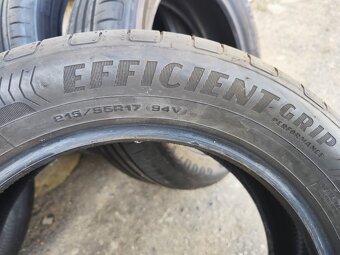 EFFICIENT GRIP
PERFORMANCE
215/55R17 94V